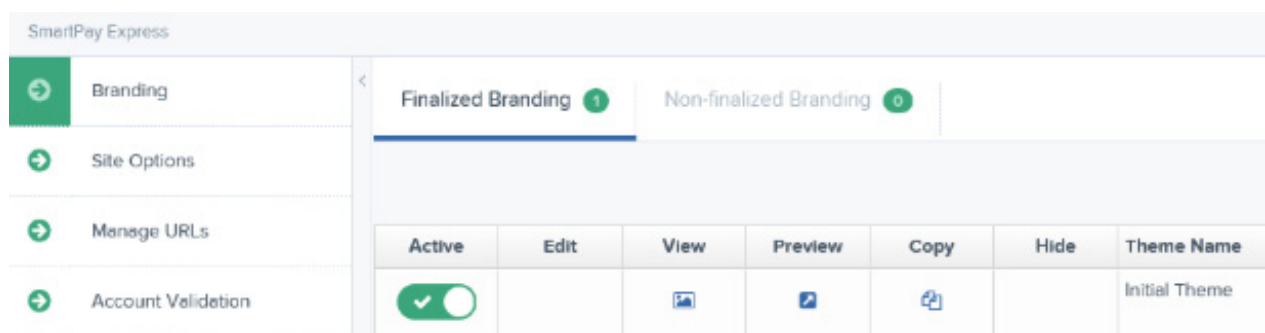 SmartPay Express
Branding
Finalized Branding 1
Non-finalized Branding 0
Site Options
Manage URLs
Active Edit View Preview Copy Hide Theme Name
Account Validation
Initial Theme